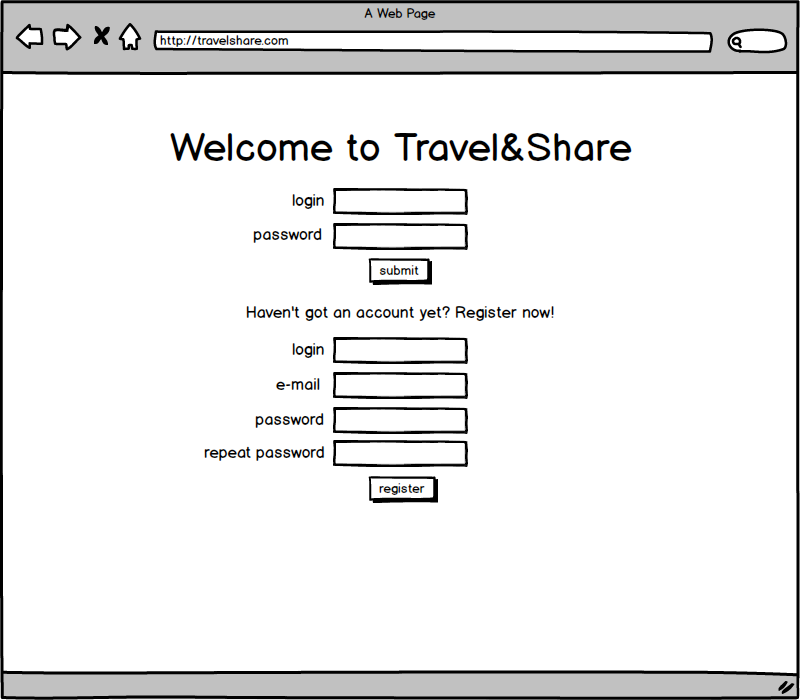 A Web Page
http://travelshare.com
Welcome to Travel&Share
login
password
submit
Haven't got an account yet? Register now!
login
e-mail
password
repeat password
register